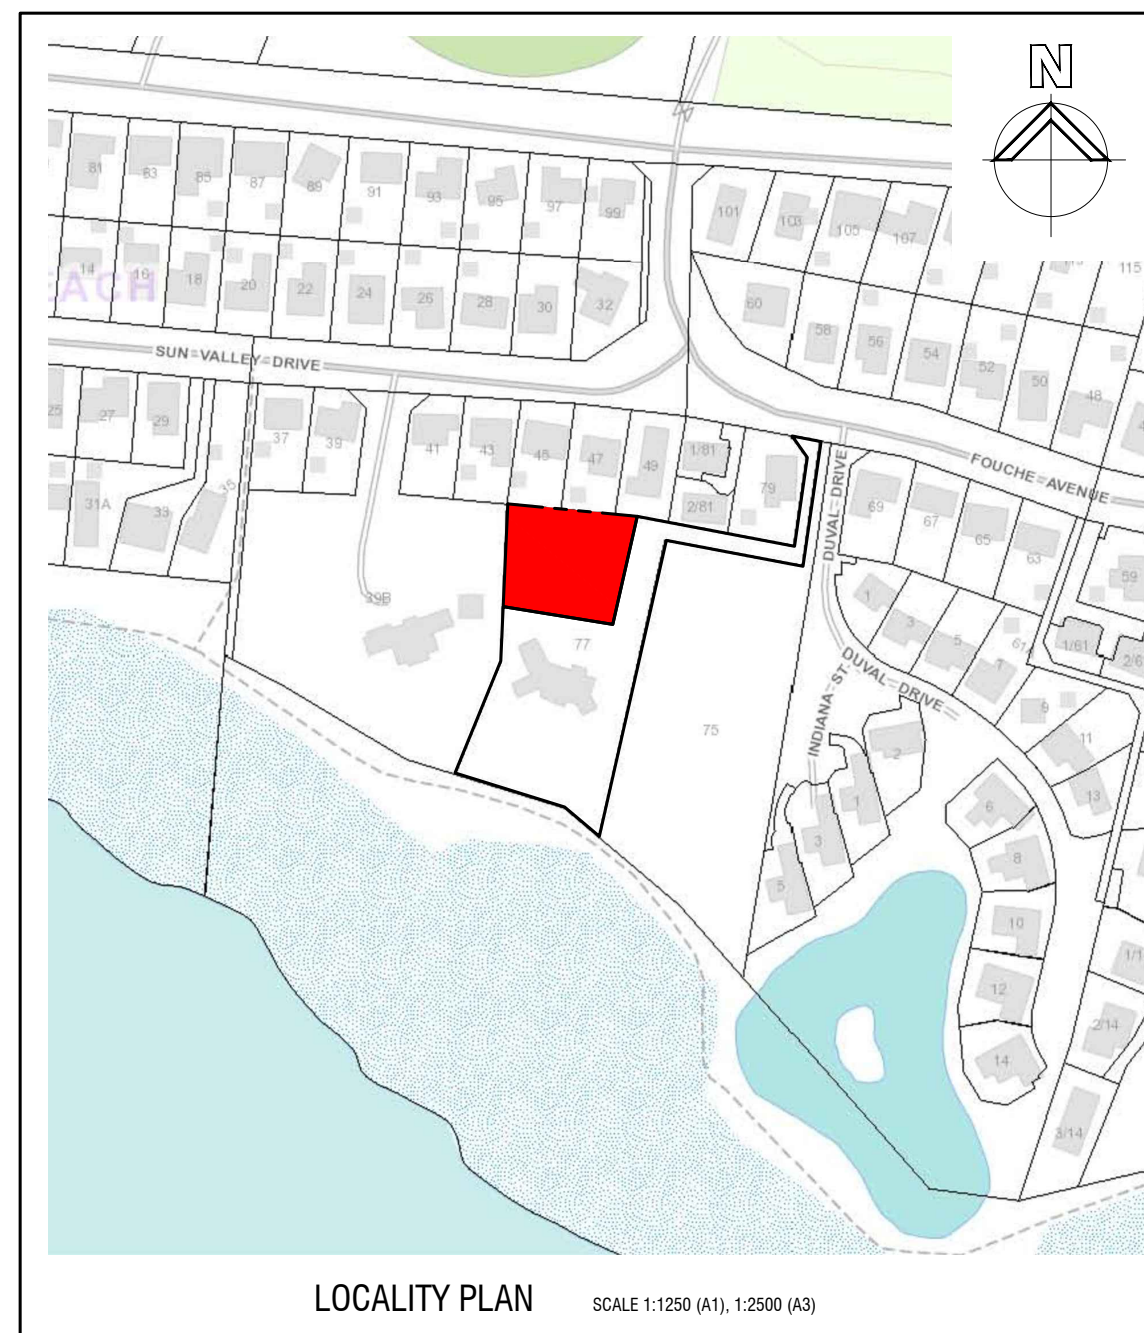 N
81 83 85 87 89 91 93 95 97 99 101 103 105 107 115
EACH
14 16 18 20 22 24 26 28 30 32 60 58 56 54 52 50 48
SUN VALLEY DRIVE
25 27 29 37 39 41 43 45 47 49 1/81 79
FOUCHE AVENUE
31A 33 35 2/81 DUVAL DRIVE 69 67 65 63 59
39B 77 1 3 5 7 61A 1/61 2/6
DUVAL DRIVE
INDIANA ST.
75 9 11 13
2 1 3 5 6 8 10 12 14
1/1 2/14 3/14
LOCALITY PLAN SCALE 1:1250 (A1), 1:2500 (A3)